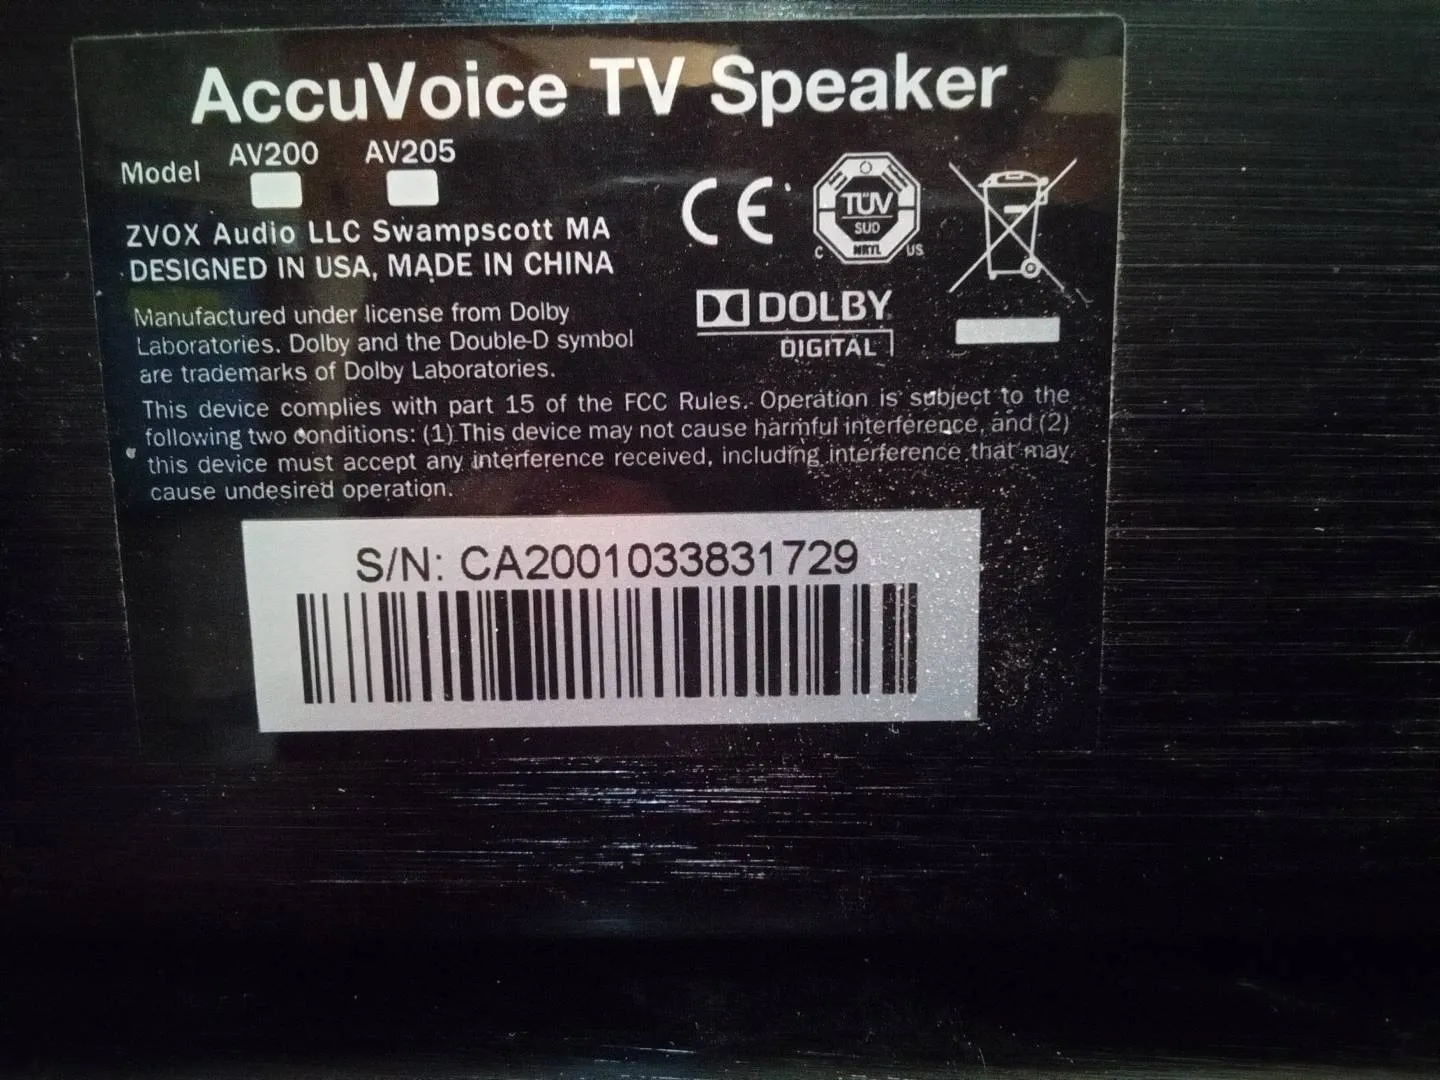 AccuVoice TV Speaker
Model AV200 AV205
ZVOX Audio LLC Swampscott MA
DESIGNED IN USA, MADE IN CHINA
Manufactured under license from Dolby
Laboratories. Dolby and the Double-D symbol
are trademarks of Dolby Laboratories.
CE
TÜV
SUD
C NRTL US
DOLBY
DIGITAL
This device complies with part 15 of the FCC Rules. Operation is subject to the
following two conditions: (1) This device may not cause harmful interference, and (2)
this device must accept any interference received, including interference that may
cause undesired operation.
S/N: CA2001033831729